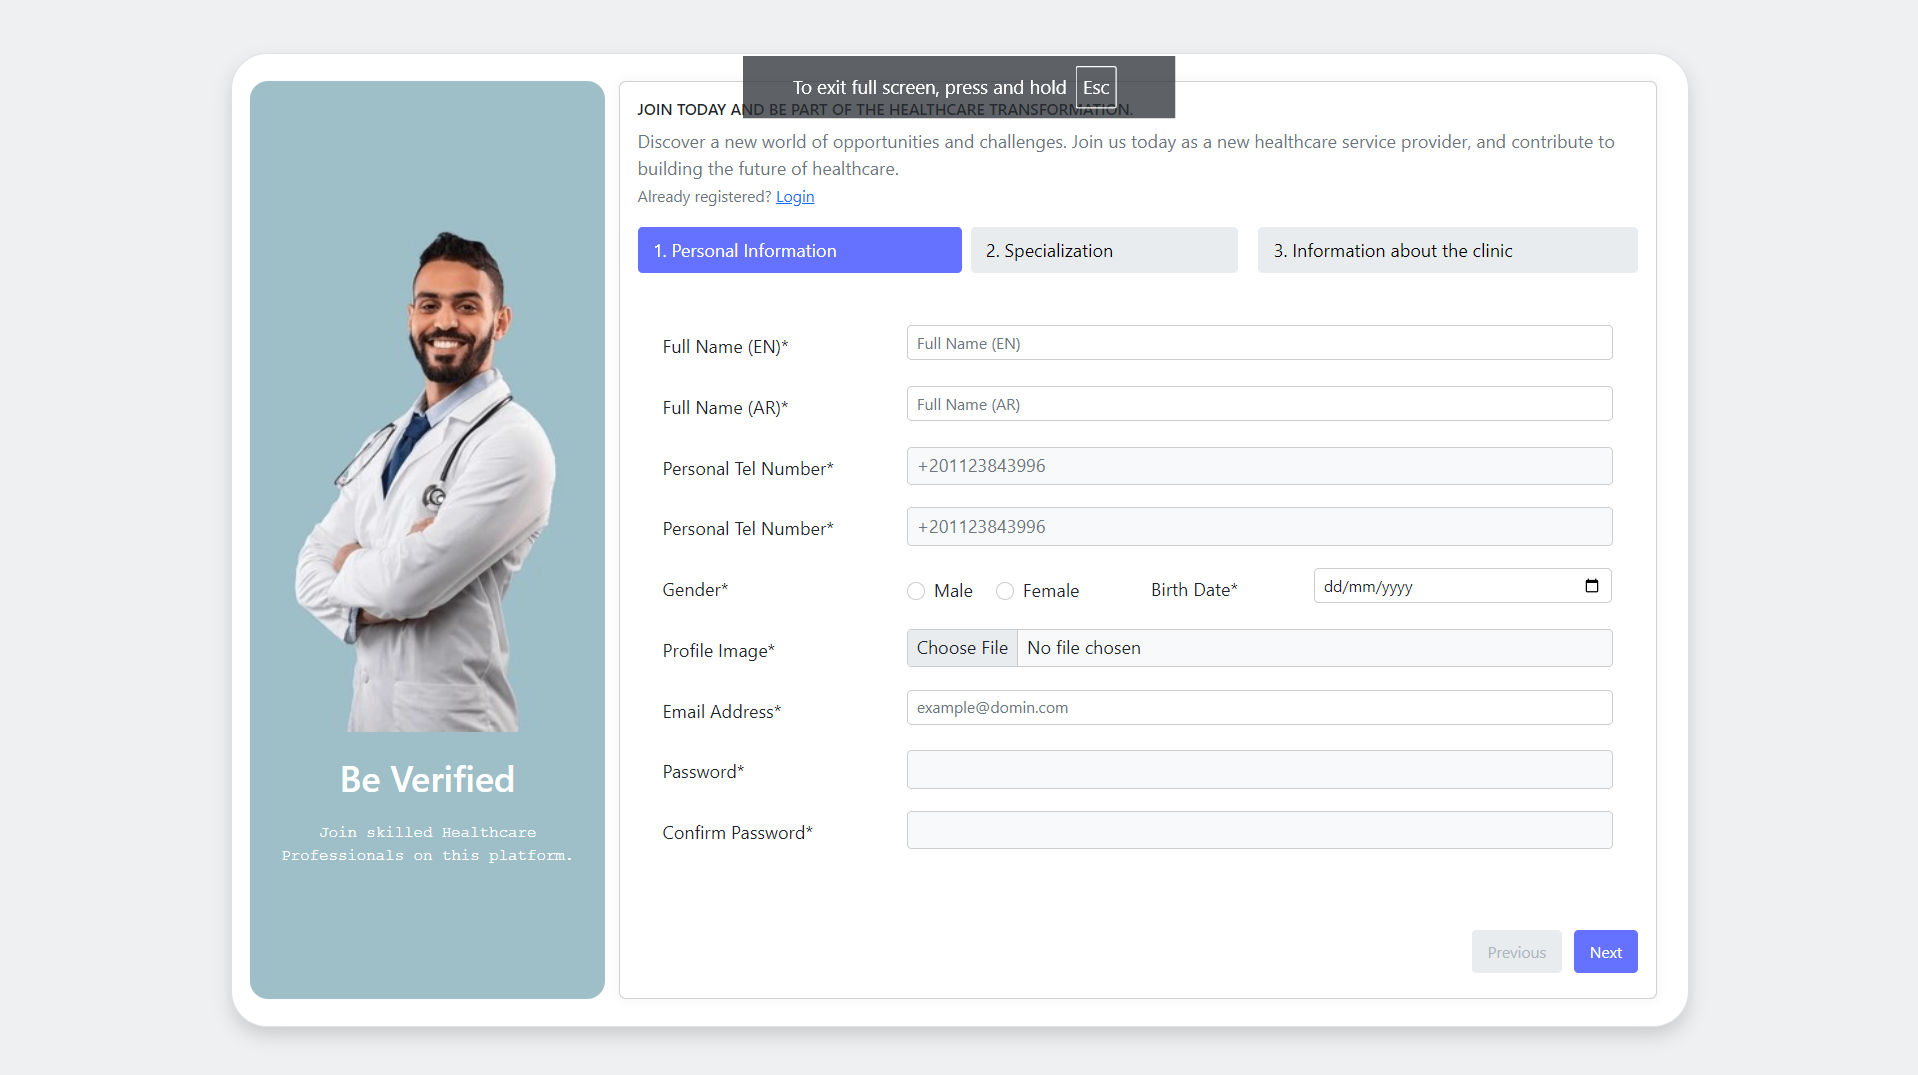 To exit full screen, press and hold Esc
JOIN TODAY AND BE PART OF THE HEALTHCARE TRANSFORMATION.
Discover a new world of opportunities and challenges. Join us today as a new healthcare service provider, and contribute to
building the future of healthcare.
Already registered? Login
1. Personal Information
2. Specialization
3. Information about the clinic
Full Name (EN)*
Full Name (EN)
Full Name (AR)*
Full Name (AR)
Personal Tel Number*
+201123843996
Personal Tel Number*
+201123843996
Gender*
Male
Female
Birth Date*
dd/mm/yyyy
Profile Image*
Choose File
No file chosen
Email Address*
example@domin.com
Password*
Confirm Password*
Previous
Next
Be Verified
Join skilled Healthcare
Professionals on this platform.